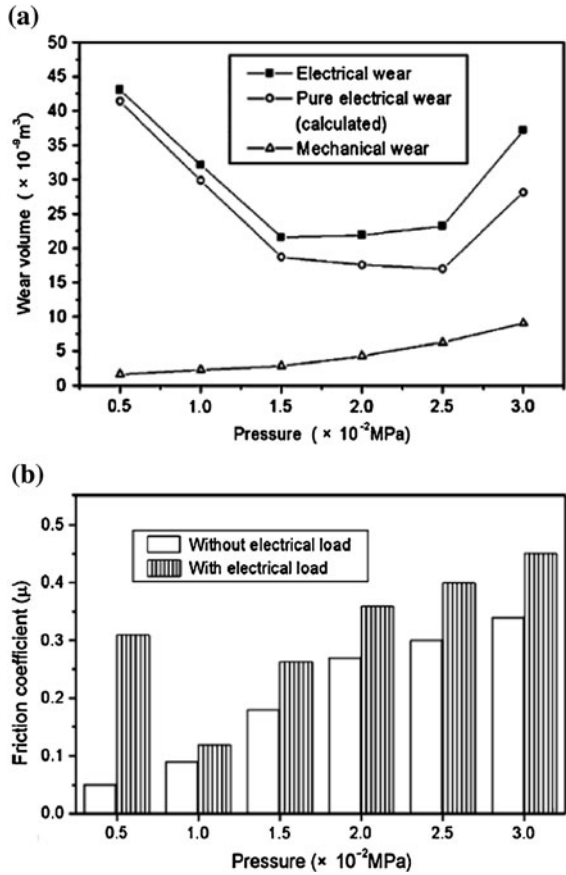 (a)
50
45
40
35
30
25
20
15
10
5
0
Wear volume (× 10⁻⁹m³)
Electrical wear
Pure electrical wear
(calculated)
Mechanical wear
0.5 1.0 1.5 2.0 2.5 3.0
Pressure (× 10⁻²MPa)
(b)
0.5
0.4
0.3
0.2
0.1
0.0
Friction coefficient (μ)
Without electrical load
With electrical load
0.5 1.0 1.5 2.0 2.5 3.0
Pressure (× 10⁻²MPa)